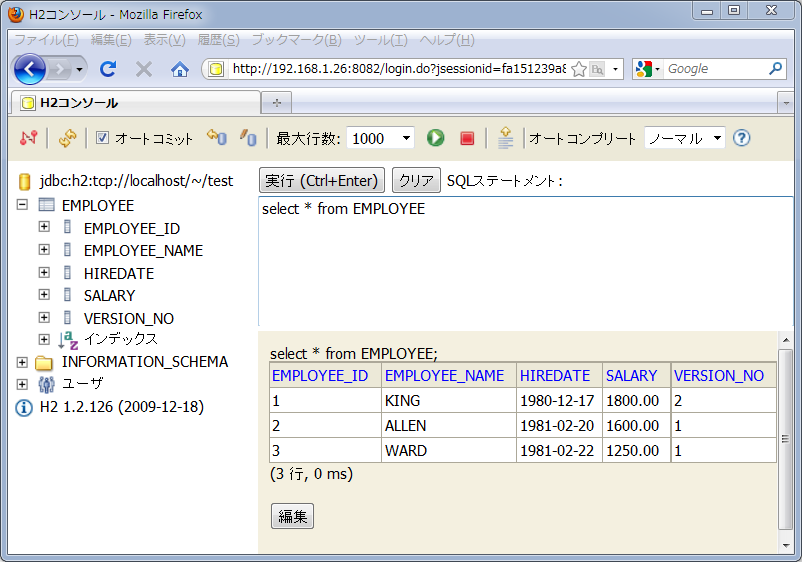 H2コンソール - Mozilla Firefox
ファイル(F) 編集(E) 表示(V) 履歴(S) ブックマーク(B) ツール(T) ヘルプ(H)
http://192.168.1.26:8082/login.do?jsessionid=fa151239a8 Google
H2コンソール
オートコミット 最大行数: 1000 オートコンプリート ノーマル
jdbc:h2:tcp://localhost/~/test
EMPLOYEE
EMPLOYEE_ID
EMPLOYEE_NAME
HIREDATE
SALARY
VERSION_NO
インデックス
INFORMATION_SCHEMA
ユーザ
H2 1.2.126 (2009-12-18)
実行 (Ctrl+Enter) クリア SQLステートメント:
select * from EMPLOYEE
select * from EMPLOYEE;
EMPLOYEE_ID EMPLOYEE_NAME HIREDATE SALARY VERSION_NO
1 KING 1980-12-17 1800.00 2
2 ALLEN 1981-02-20 1600.00 1
3 WARD 1981-02-22 1250.00 1
(3 行, 0 ms)
編集